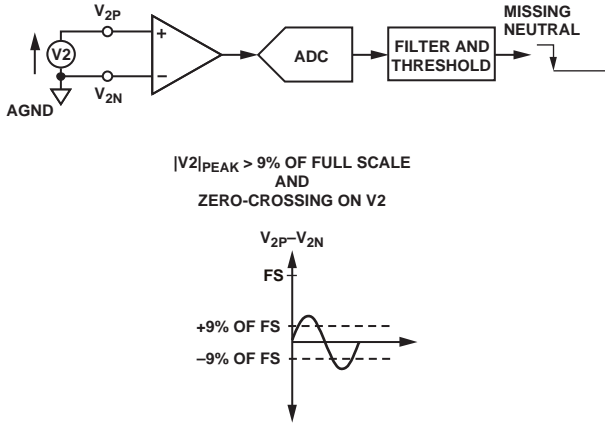 V2P
V2
+
–
V2N
AGND
ADC
FILTER AND
THRESHOLD
MISSING
NEUTRAL
|V2|PEAK > 9% OF FULL SCALE
AND
ZERO-CROSSING ON V2
V2P–V2N
FS
+9% OF FS
–9% OF FS